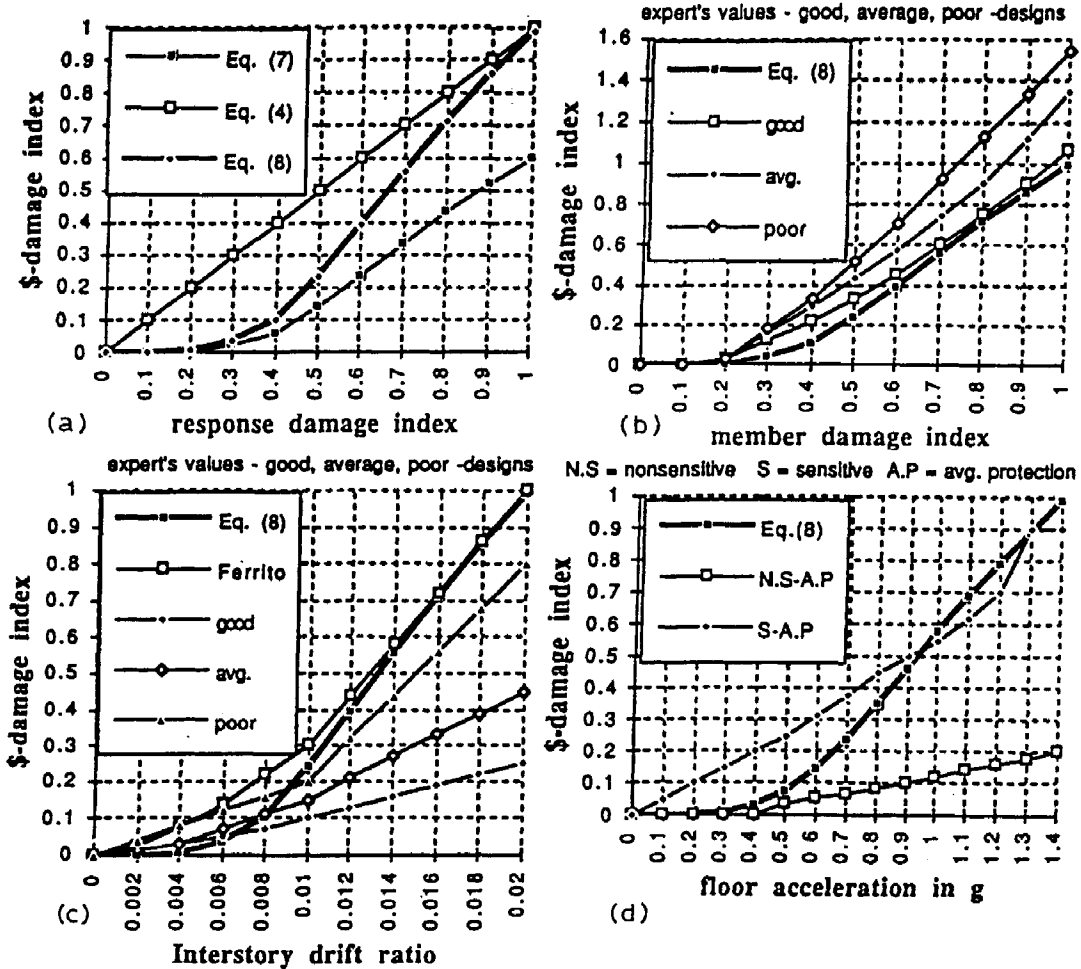 1
0.9
0.8
0.7
0.6
0.5
0.4
0.3
0.2
0.1
0
$-damage index
Eq. (7)
Eq. (4)
Eq. (8)
0 0.1 0.2 0.3 0.4 0.5 0.6 0.7 0.8 0.9 1
(a) response damage index
expert's values - good, average, poor -designs
1.6
1.4
1.2
1
0.8
0.6
0.4
0.2
0
$-damage index
Eq. (8)
good
avg.
poor
0 0.1 0.2 0.3 0.4 0.5 0.6 0.7 0.8 0.9 1
(b) member damage index
expert's values - good, average, poor -designs
1
0.9
0.8
0.7
0.6
0.5
0.4
0.3
0.2
0.1
0
$-damage index
Eq. (8)
Ferrito
good
avg.
poor
0 0.002 0.004 0.006 0.008 0.01 0.012 0.014 0.016 0.018 0.02
(c)
Interstory drift ratio
N.S = nonsensitive S = sensitive A.P = avg. protection
1
0.9
0.8
0.7
0.6
0.5
0.4
0.3
0.2
0.1
0
$-damage index
Eq.(8)
N.S-A.P
S-A.P
0 0.1 0.2 0.3 0.4 0.5 0.6 0.7 0.8 0.9 1 1.1 1.2 1.3 1.4
floor acceleration in g
(d)